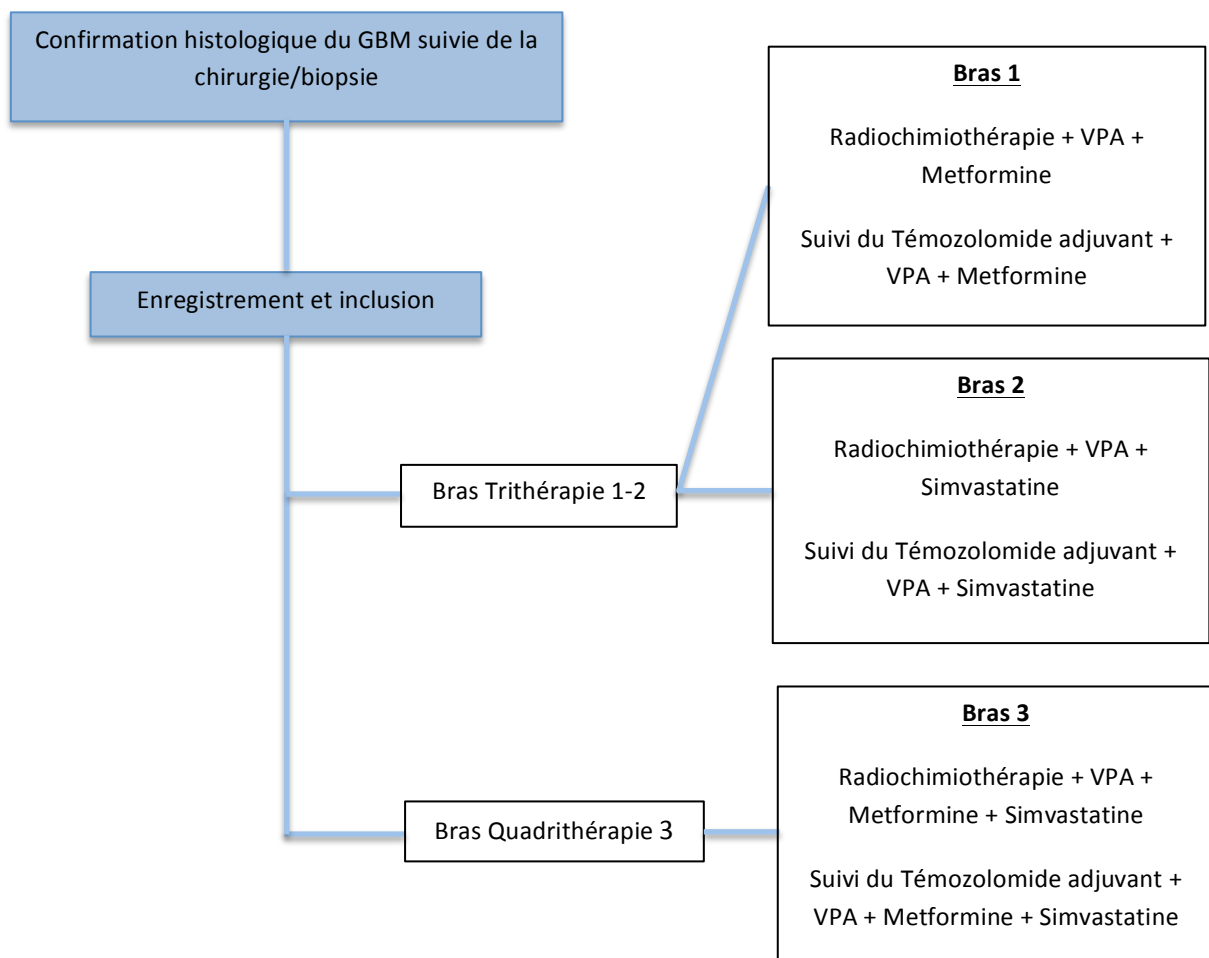 Confirmation histologique du GBM suivie de la
chirurgie/biopsie
Enregistrement et inclusion
Bras Trithérapie 1-2
Bras 1
Radiochimiothérapie + VPA +
Metformine
Suivi du Témozolomide adjuvant +
VPA + Metformine
Bras 2
Radiochimiothérapie + VPA +
Simvastatine
Suivi du Témozolomide adjuvant +
VPA + Simvastatine
Bras Quadrithérapie 3
Bras 3
Radiochimiothérapie + VPA +
Metformine + Simvastatine
Suivi du Témozolomide adjuvant +
VPA + Metformine + Simvastatine